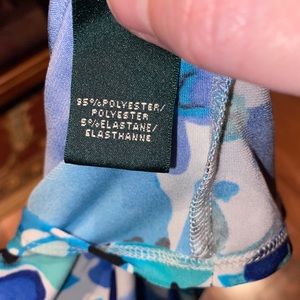 95%POLYESTER/
POLYESTER
5%ELASTANE/
ELASTHANNE